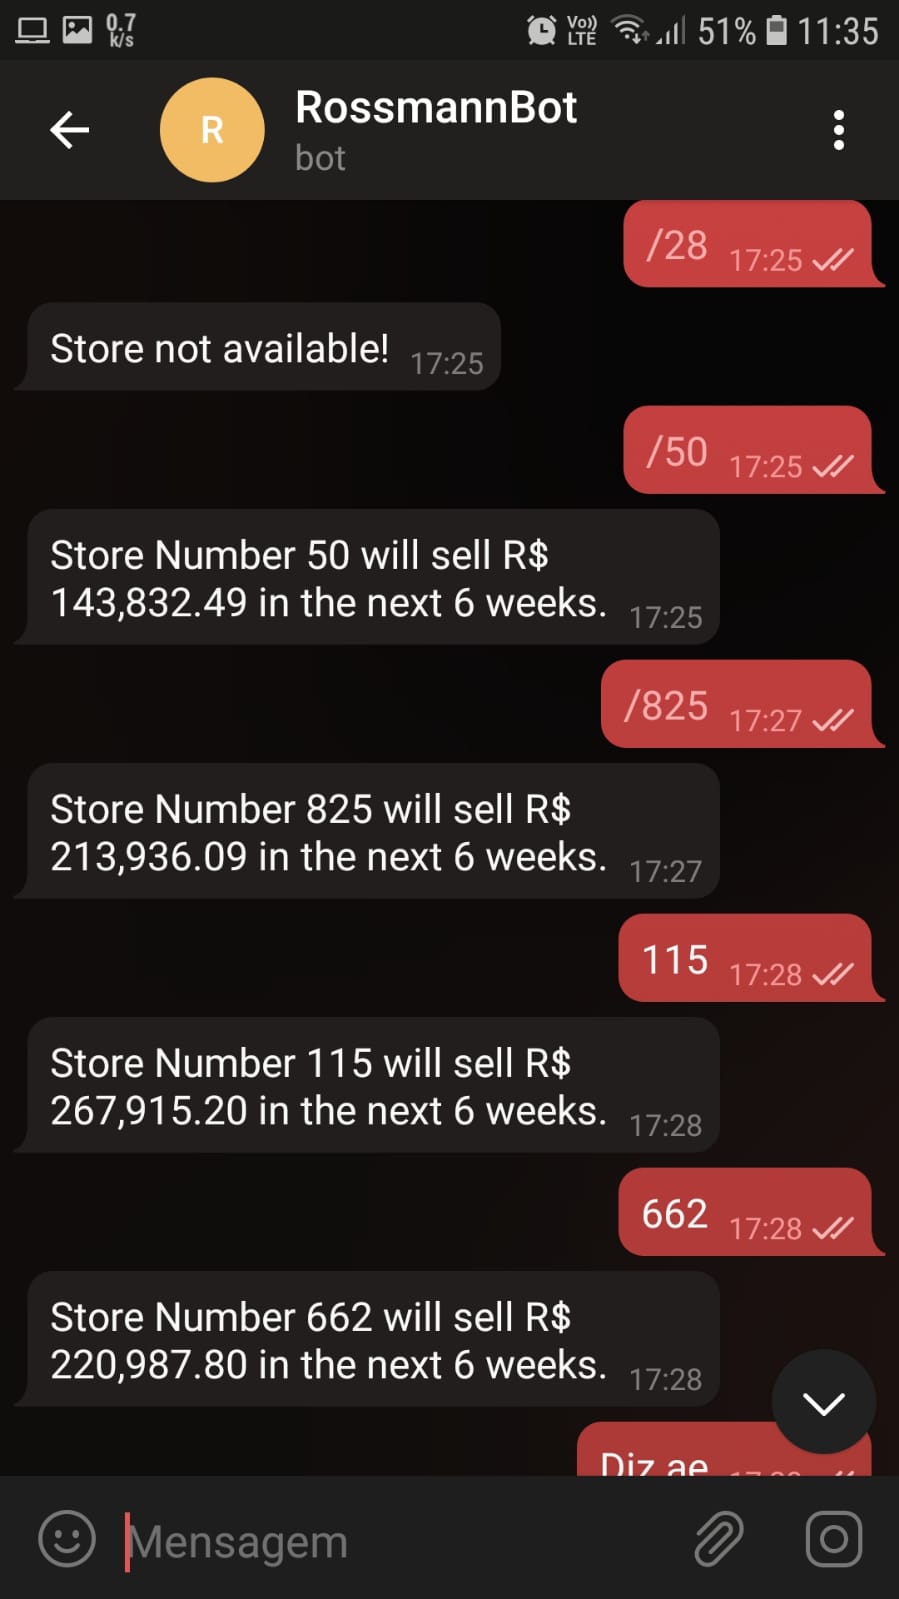 0.7
k/s
Vo))
LTE
51%
11:35
R
RossmannBot
bot
/28 17:25
Store not available! 17:25
/50 17:25
Store Number 50 will sell R$
143,832.49 in the next 6 weeks. 17:25
/825 17:27
Store Number 825 will sell R$
213,936.09 in the next 6 weeks. 17:27
115 17:28
Store Number 115 will sell R$
267,915.20 in the next 6 weeks. 17:28
662 17:28
Store Number 662 will sell R$
220,987.80 in the next 6 weeks. 17:28
Diz ae
Mensagem